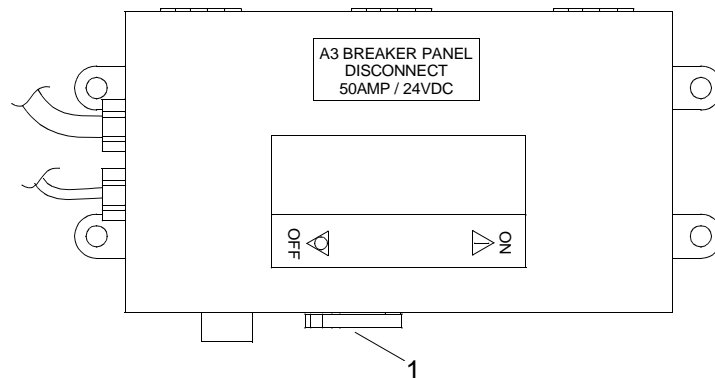 A3 BREAKER PANEL
DISCONNECT
50AMP / 24VDC
OFF
ON
1